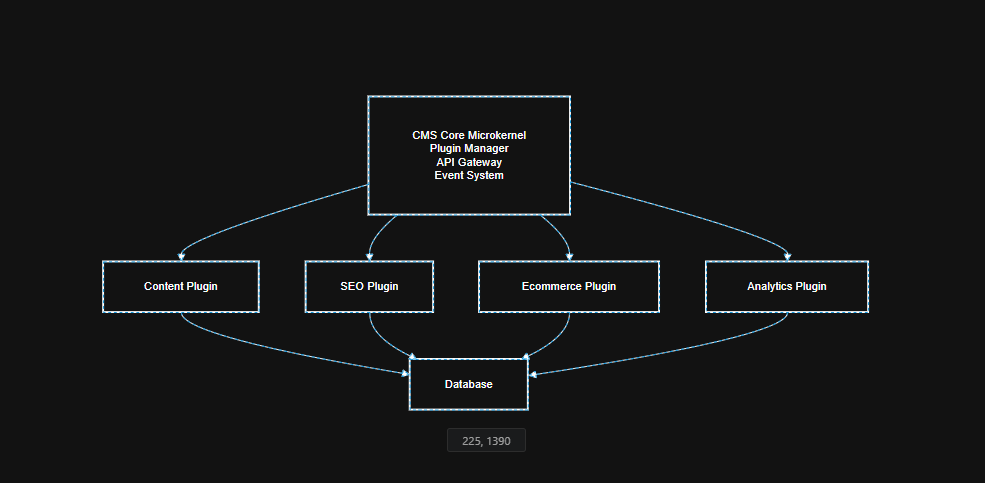 CMS Core Microkernel
Plugin Manager
API Gateway
Event System
Content Plugin
SEO Plugin
Ecommerce Plugin
Analytics Plugin
Database
225, 1390